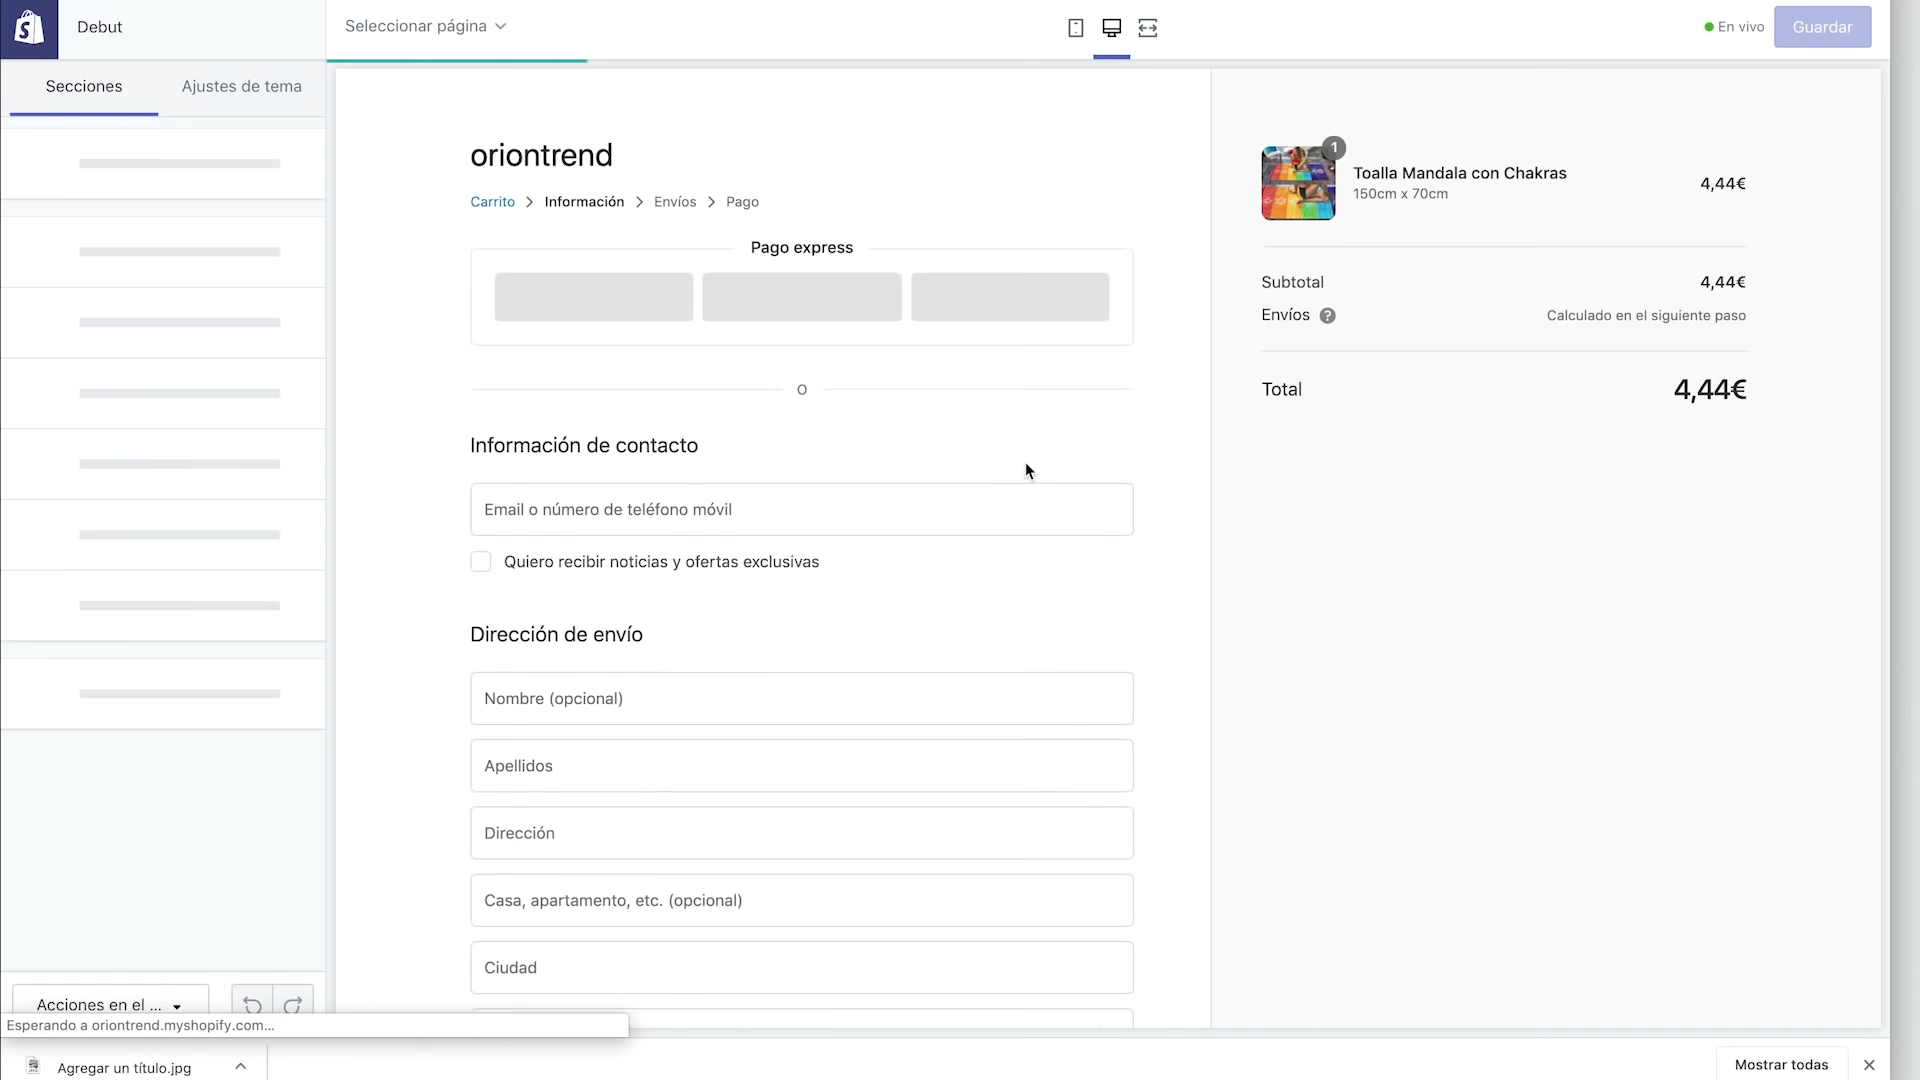 Debut
Seleccionar página
En vivo
Guardar
Secciones
Ajustes de tema
oriontrend
Carrito > Información > Envíos > Pago
Pago express
O
Información de contacto
Email o número de teléfono móvil
Quiero recibir noticias y ofertas exclusivas
Dirección de envío
Nombre (opcional)
Apellidos
Dirección
Casa, apartamento, etc. (opcional)
Ciudad
1
Toalla Mandala con Chakras
150cm x 70cm
4,44€
Subtotal
4,44€
Envíos ?
Calculado en el siguiente paso
Total
4,44€
Acciones en el ...
Esperando a oriontrend.myshopify.com...
Agregar un título.jpg
Mostrar todas